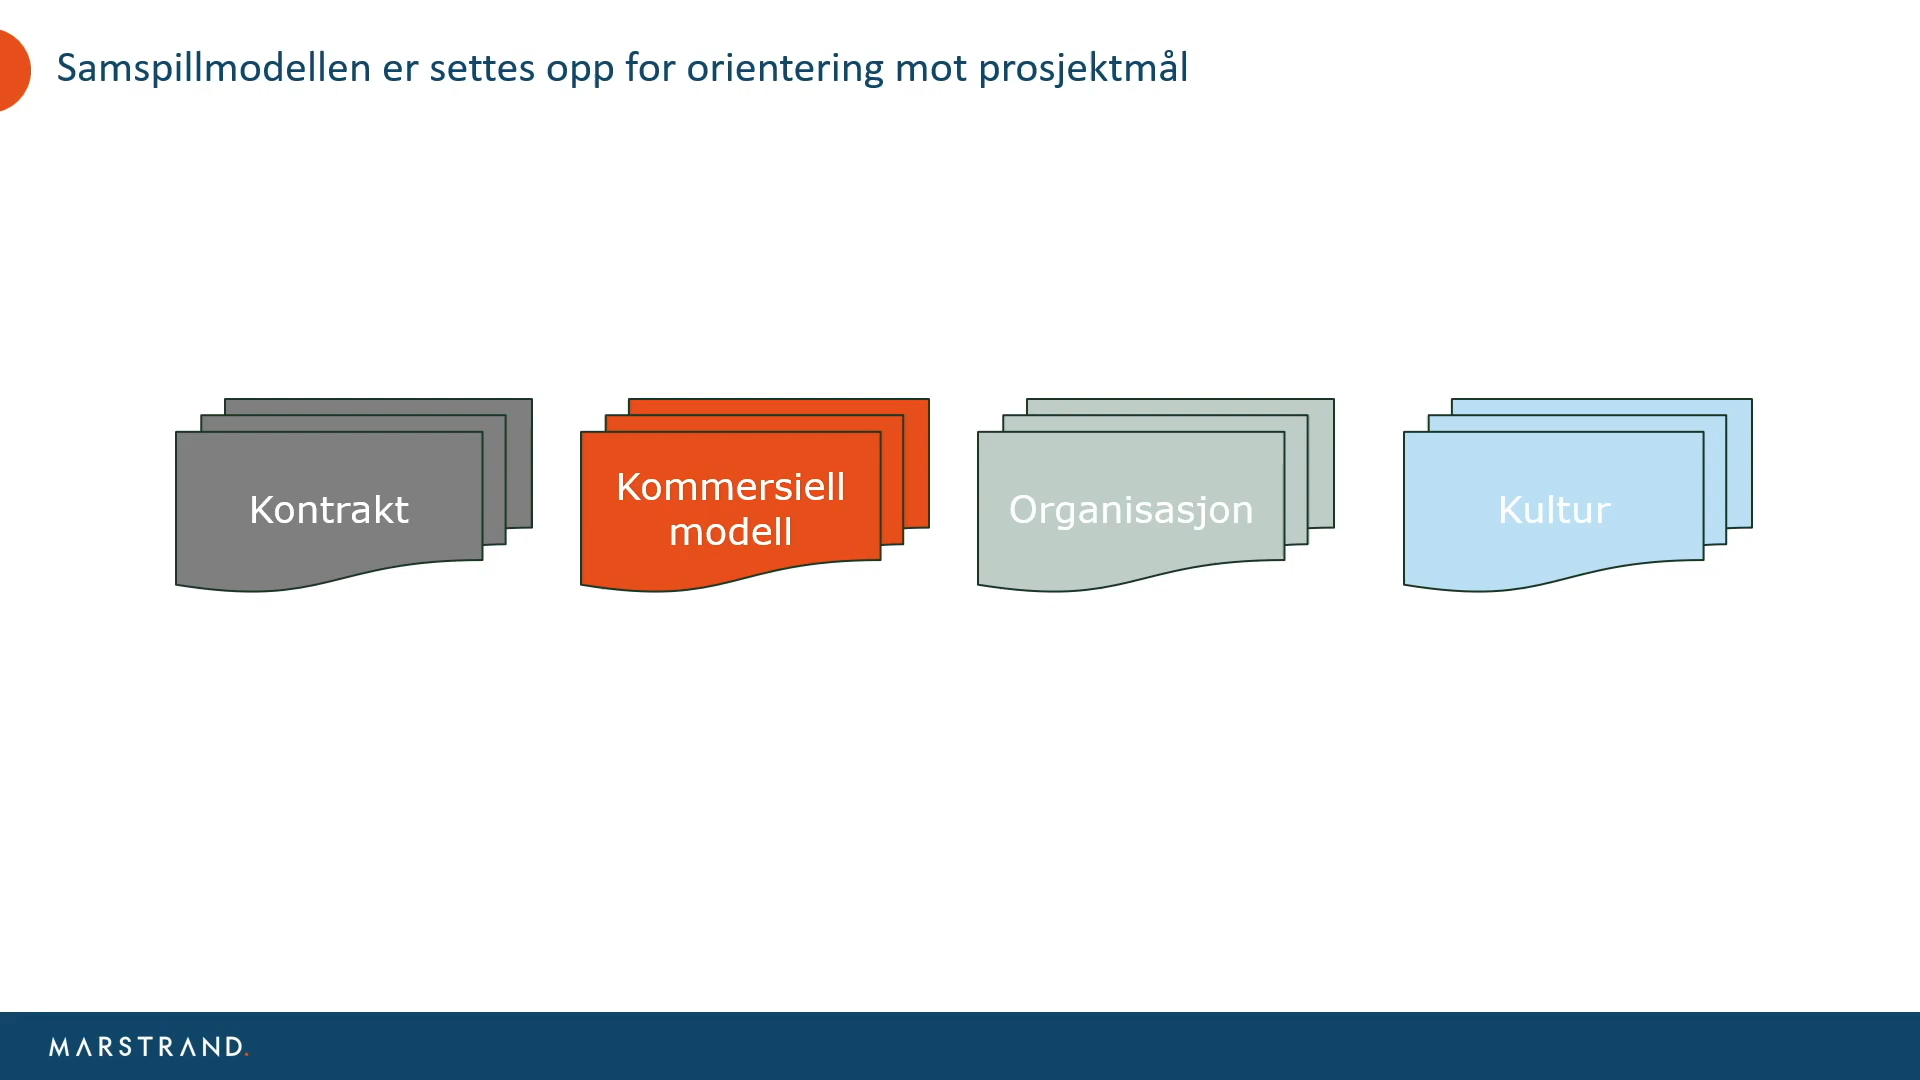 Samspillmodellen er settes opp for orientering mot prosjektmål
Kontrakt
Kommersiell
modell
Organisasjon
Kultur
MARSTRAND.